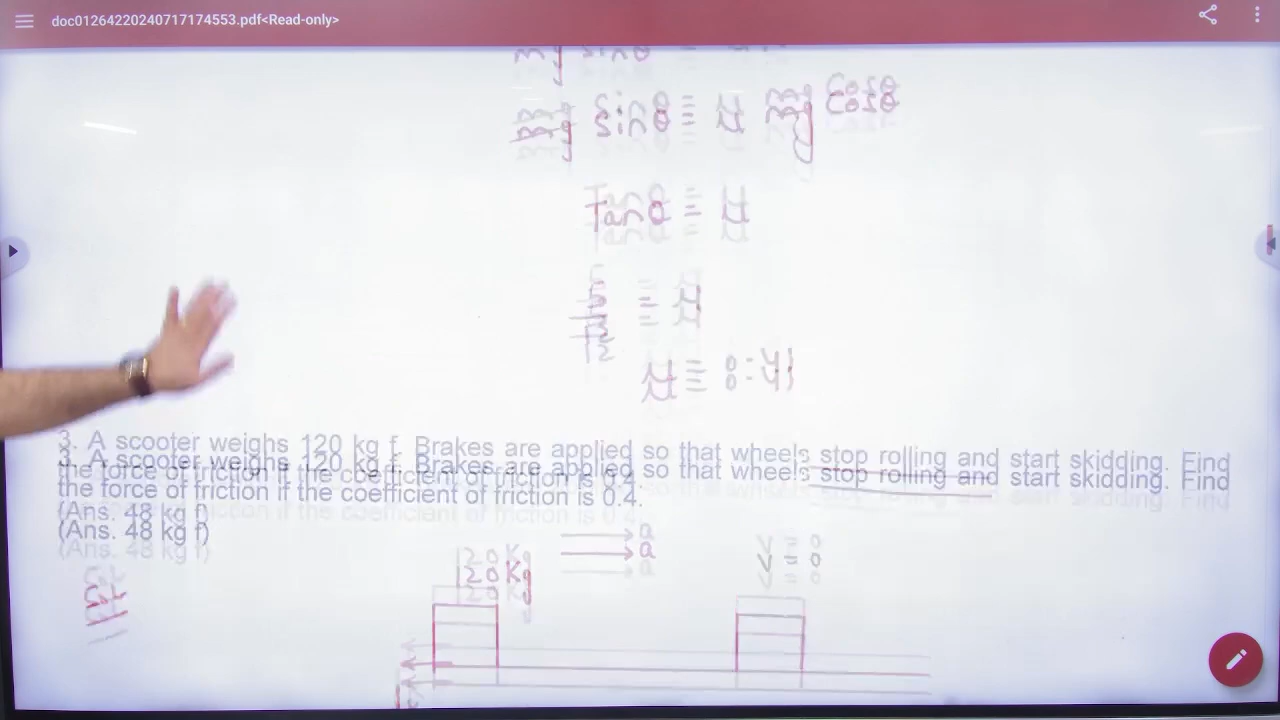 doc01264220240717174553.pdf<Read-only>
mg sinθ
mg sinθ = μ mg cosθ
Tanθ = μ
= μ
μ = 0.41
3. A scooter weighs 120 kg f. Brakes are applied so that wheels stop rolling and start skidding. Find
the force of friction if the coefficient of friction is 0.4.
(Ans. 48 kg f)
120 Kg
a
v = 0
Sol